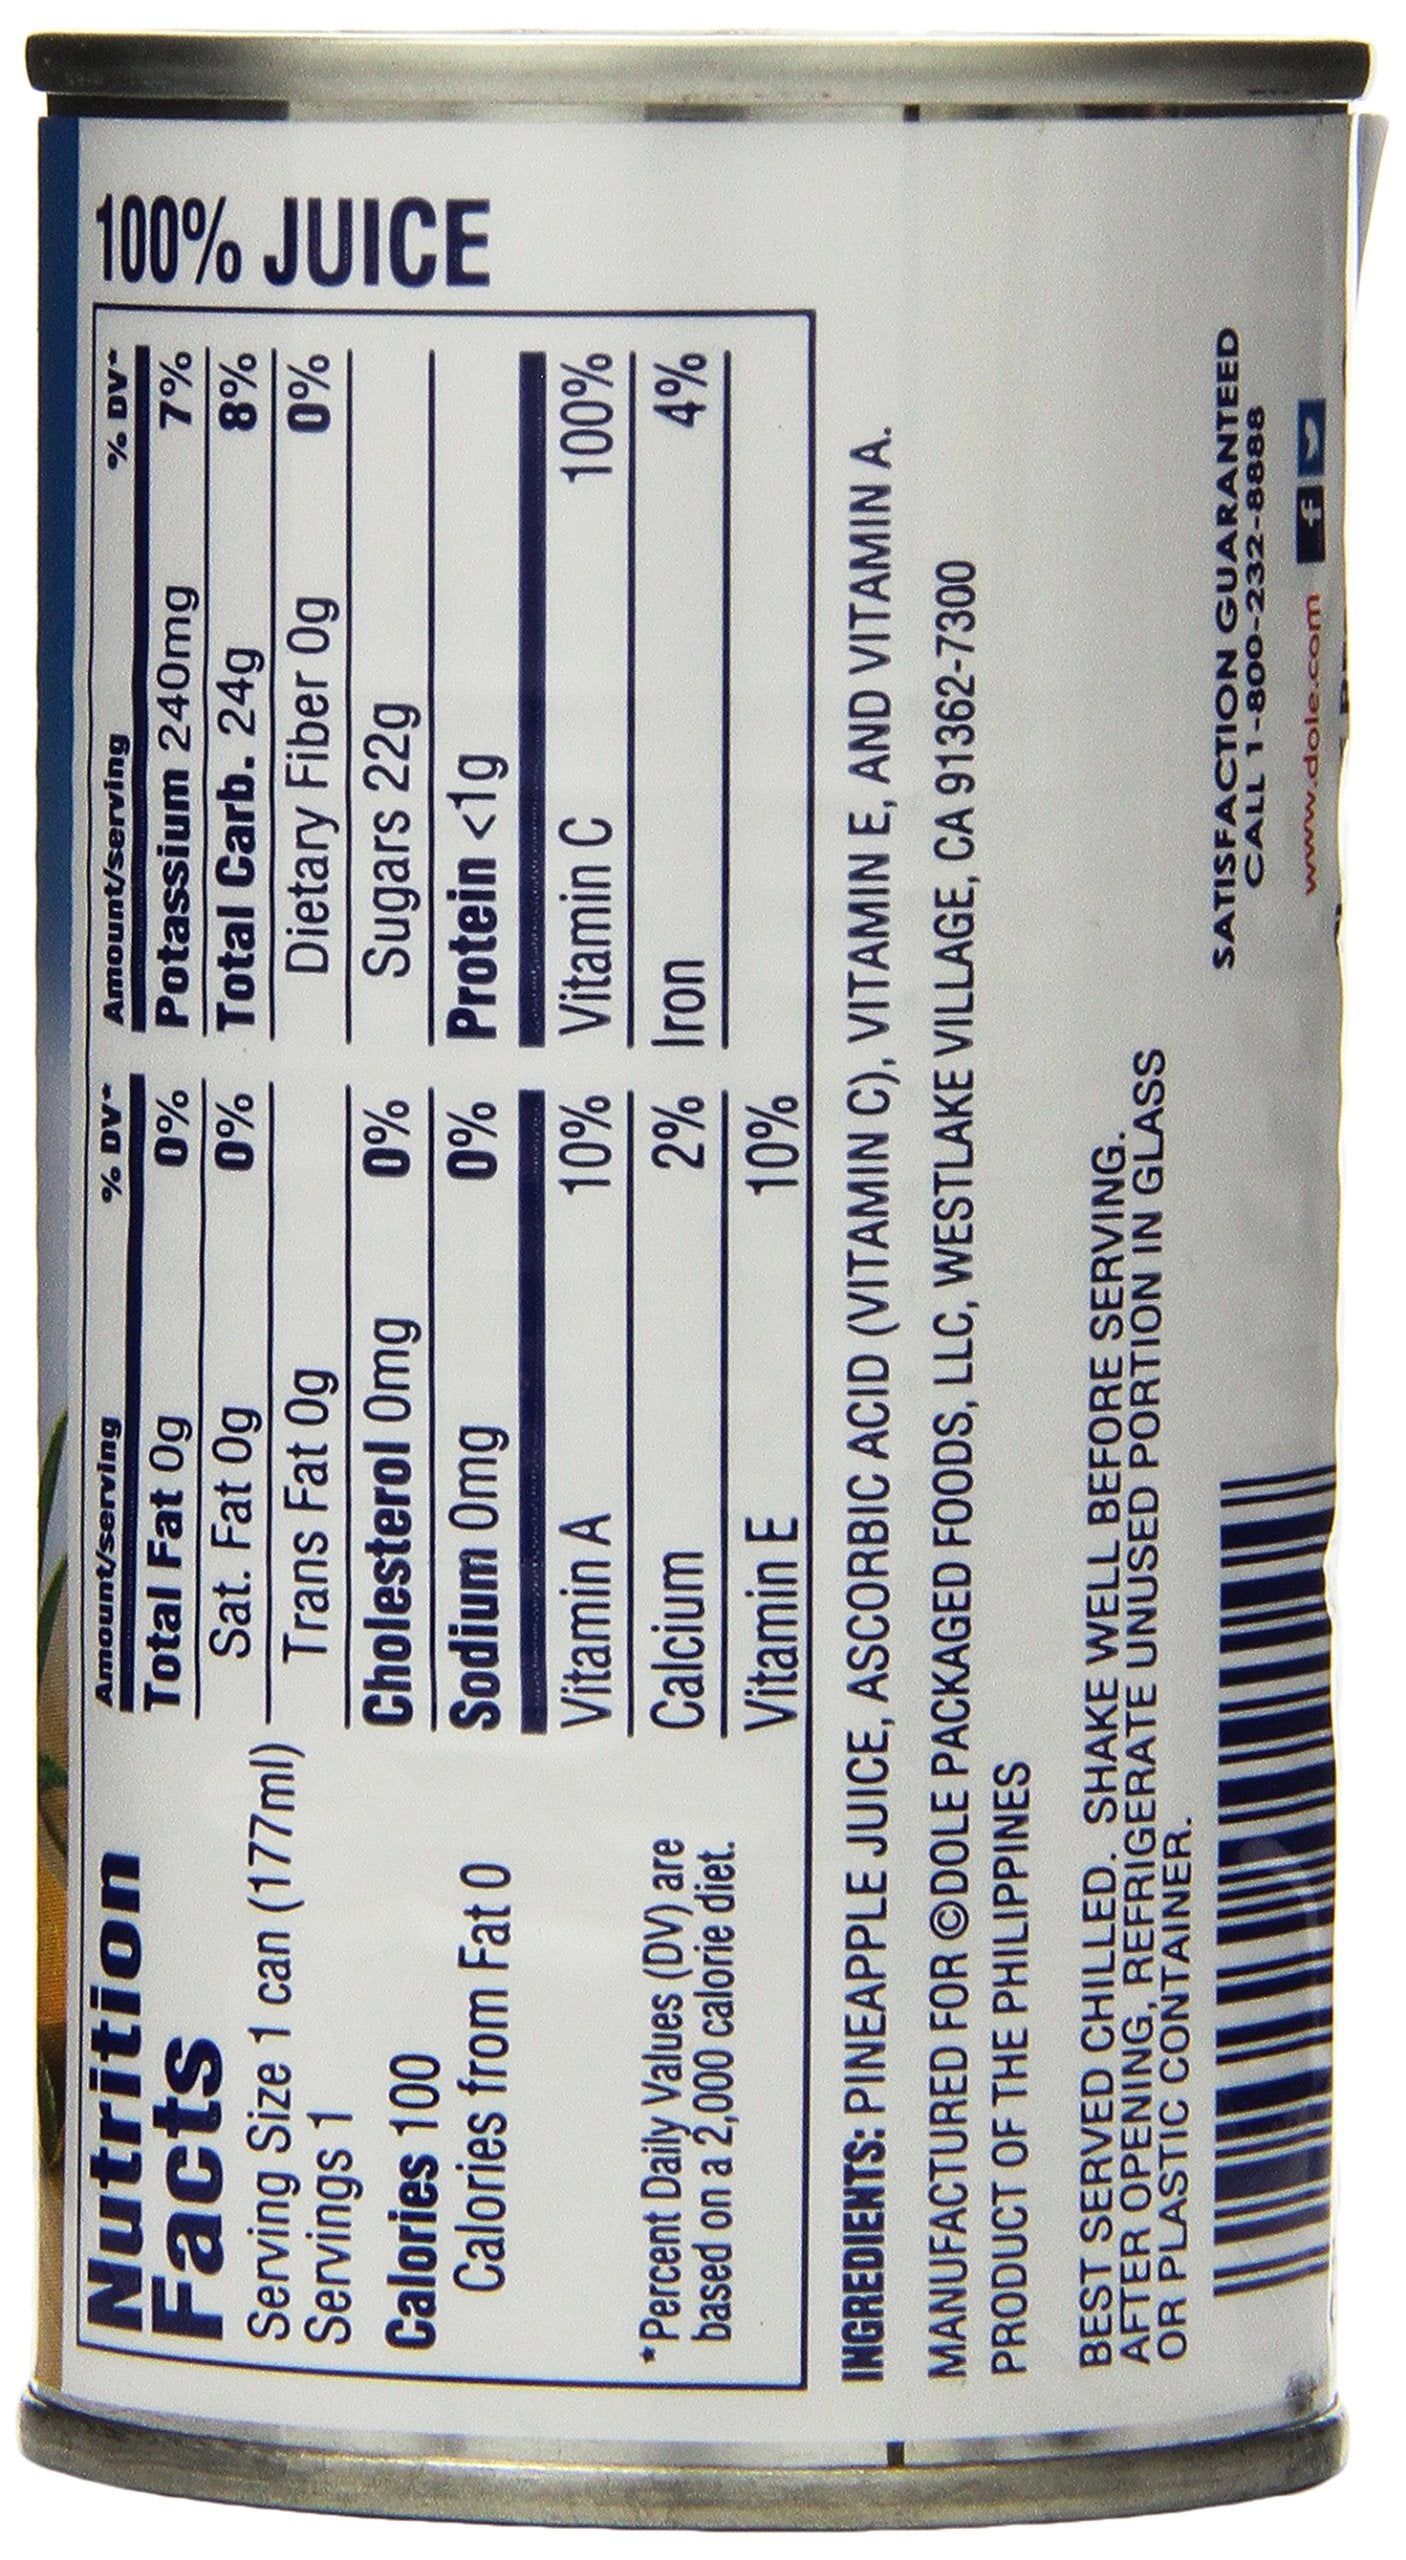 100% JUICE
Nutrition
Facts
Serving Size 1 can (177ml)
Servings 1
Calories 100
Calories from Fat 0
*Percent Daily Values (DV) are
based on a 2,000 calorie diet.
Amount/serving % DV*
Total Fat 0g 0%
Sat. Fat 0g 0%
Trans Fat 0g
Cholesterol 0mg 0%
Sodium 0mg 0%
Amount/serving % DV*
Potassium 240mg 7%
Total Carb. 24g 8%
Dietary Fiber 0g 0%
Sugars 22g
Protein <1g
Vitamin A 10% Vitamin C 100%
Calcium 2% Iron 4%
Vitamin E 10%
INGREDIENTS: PINEAPPLE JUICE, ASCORBIC ACID (VITAMIN C), VITAMIN E, AND VITAMIN A.
MANUFACTURED FOR ©DOLE PACKAGED FOODS, LLC, WESTLAKE VILLAGE, CA 91362-7300
PRODUCT OF THE PHILIPPINES
BEST SERVED CHILLED. SHAKE WELL BEFORE SERVING.
AFTER OPENING, REFRIGERATE UNUSED PORTION IN GLASS
OR PLASTIC CONTAINER.
SATISFACTION GUARANTEED
CALL 1-800-232-8888
www.dole.com f